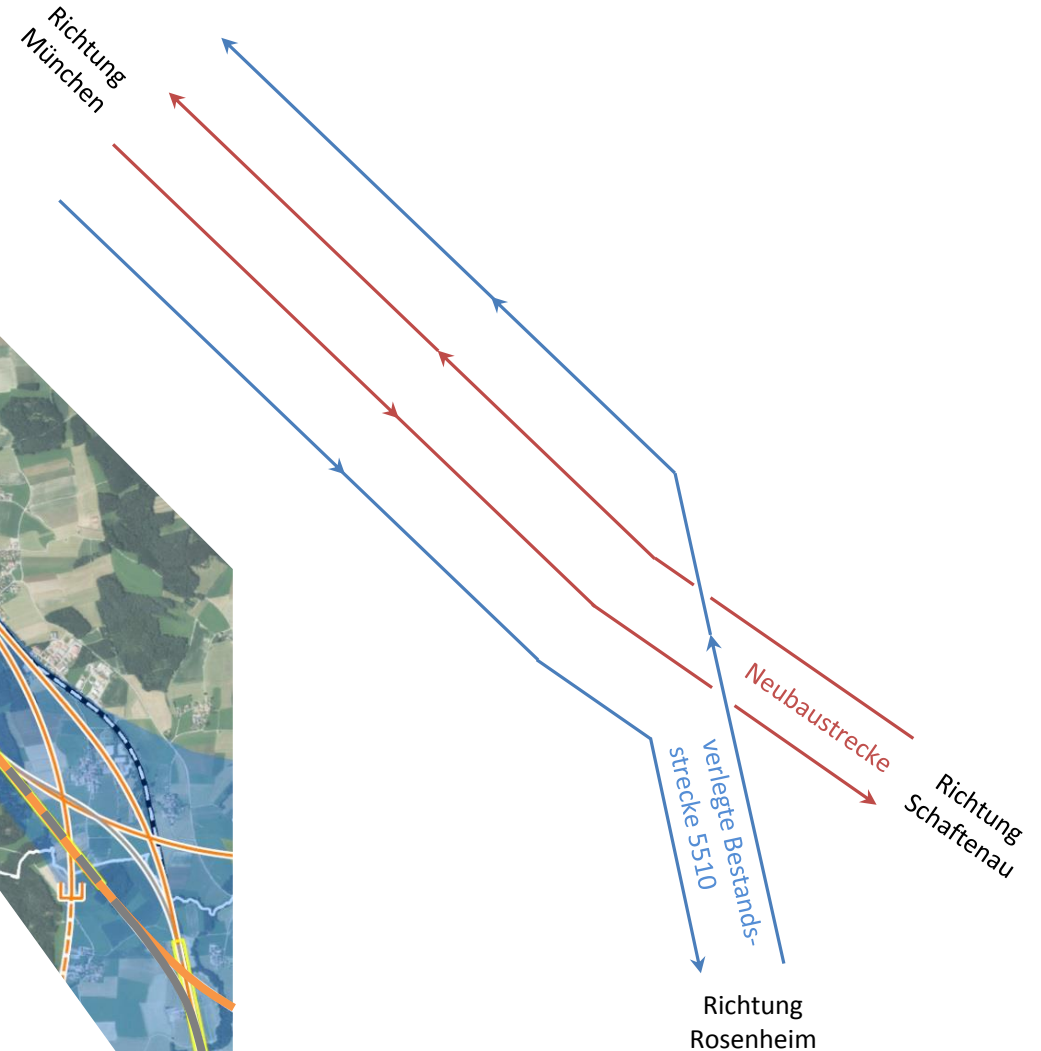 Richtung
München
Neubaustrecke
verlegte Bestands-
strecke 5510
Richtung
Schaftenau
Richtung
Rosenheim